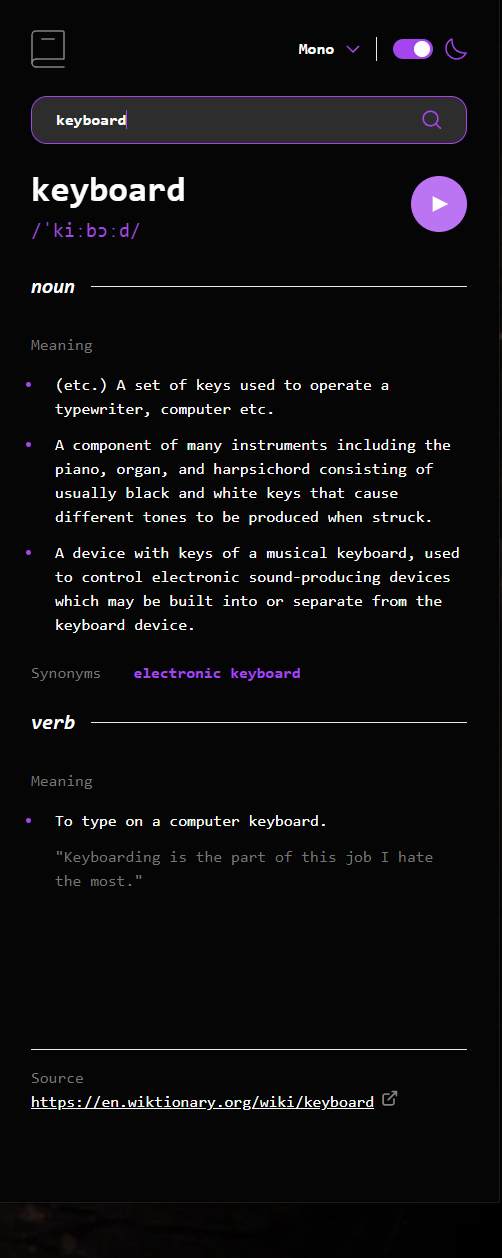 Mono
keyboard
keyboard
/ˈkiːbɔːd/
noun
Meaning
(etc.) A set of keys used to operate a
typewriter, computer etc.
A component of many instruments including the
piano, organ, and harpsichord consisting of
usually black and white keys that cause
different tones to be produced when struck.
A device with keys of a musical keyboard, used
to control electronic sound-producing devices
which may be built into or separate from the
keyboard device.
Synonyms electronic keyboard
verb
Meaning
To type on a computer keyboard.
"Keyboarding is the part of this job I hate
the most."
Source
https://en.wiktionary.org/wiki/keyboard